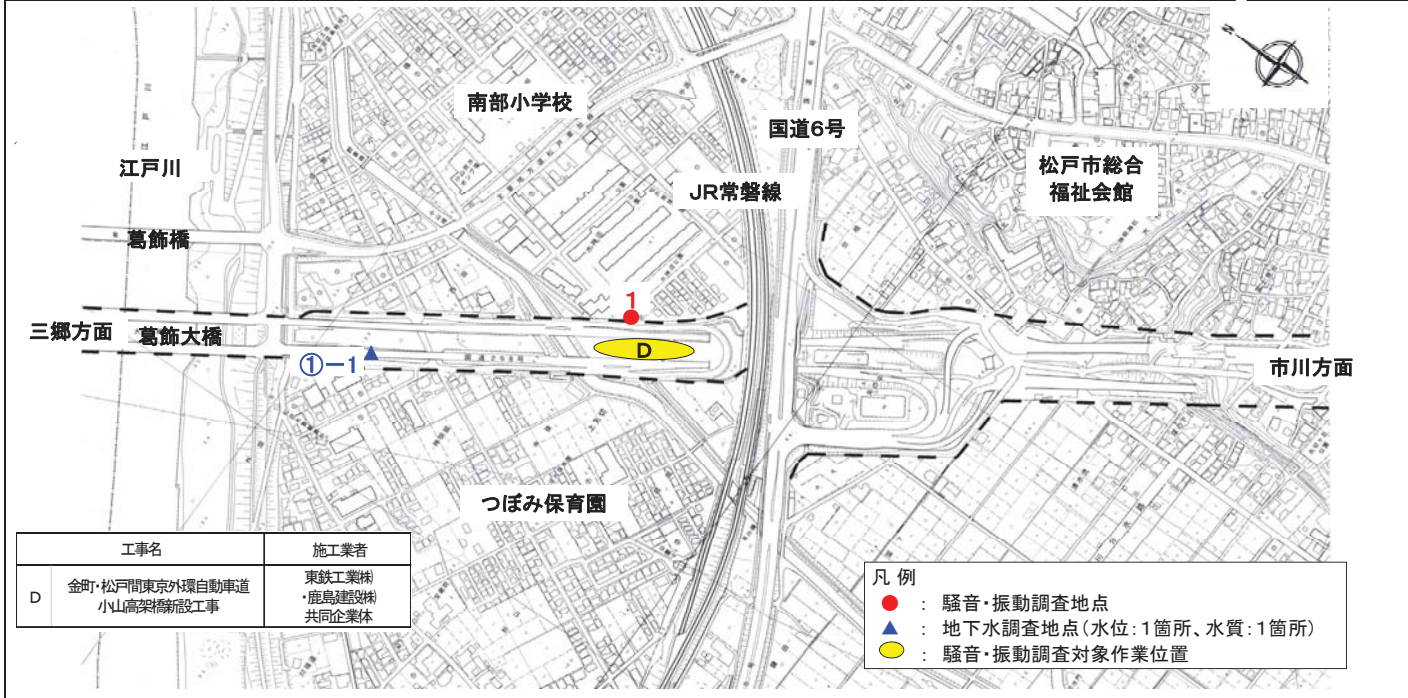 N
南部小学校
国道6号
江戸川
JR常磐線
松戸市総合
福祉会館
葛飾橋
1
三郷方面
葛飾大橋
D
①-1
国道298号
市川方面
つぼみ保育園
工事名
施工業者
D
金町・松戸間東京外環自動車道
小山高架橋新設工事
東鉄工業㈱
・鹿島建設㈱
共同企業体
凡 例
： 騒音・振動調査地点
： 地下水調査地点(水位:1箇所、水質:1箇所)
： 騒音・振動調査対象作業位置